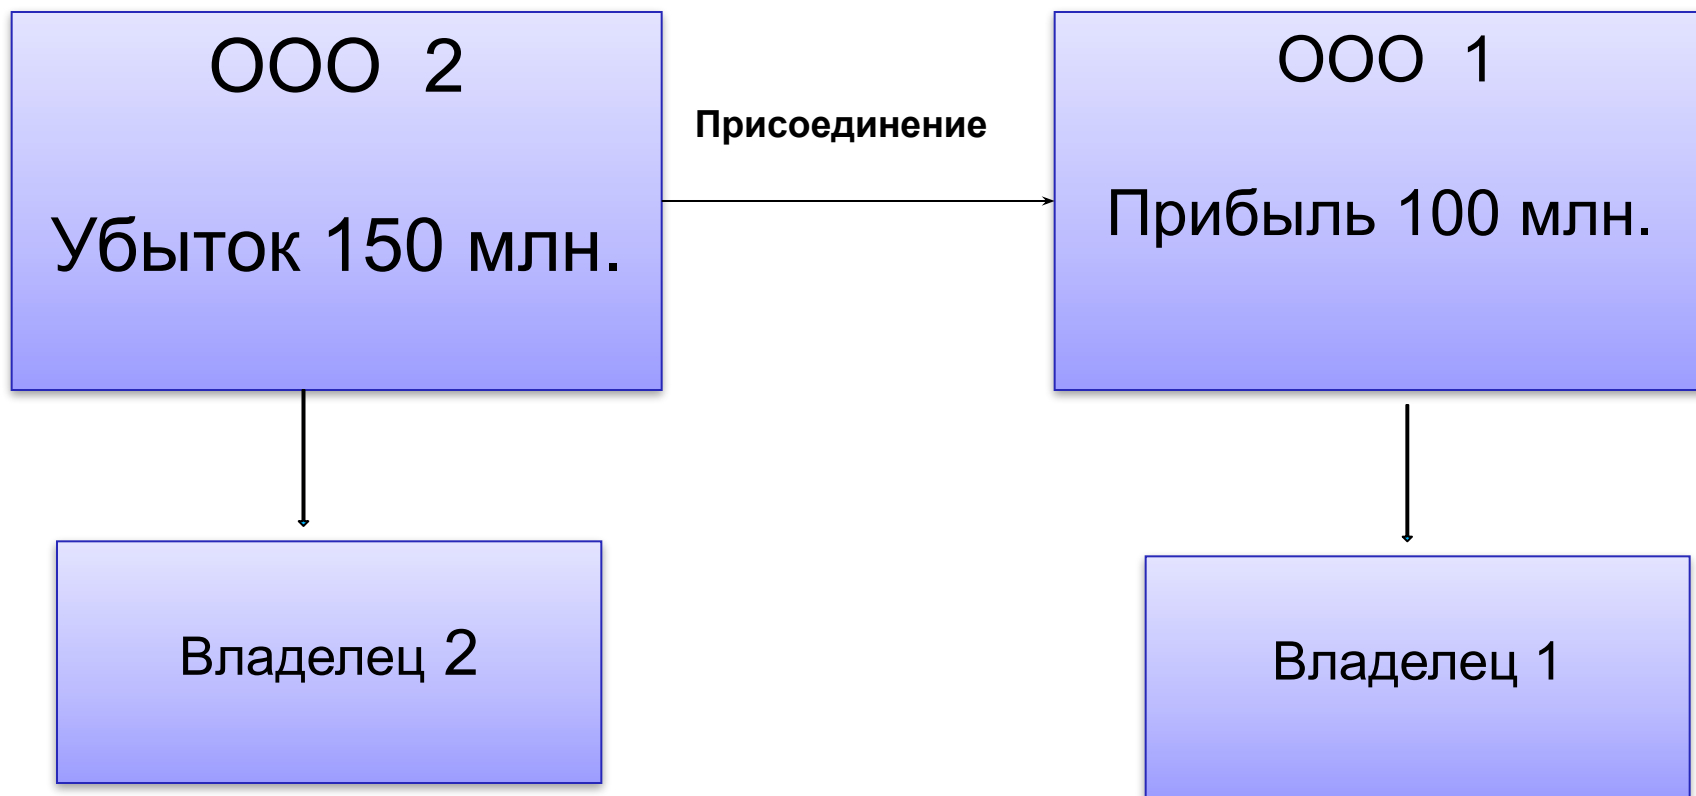 ООО 2
Убыток 150 млн.
Присоединение
ООО 1
Прибыль 100 млн.
Владелец 2
Владелец 1